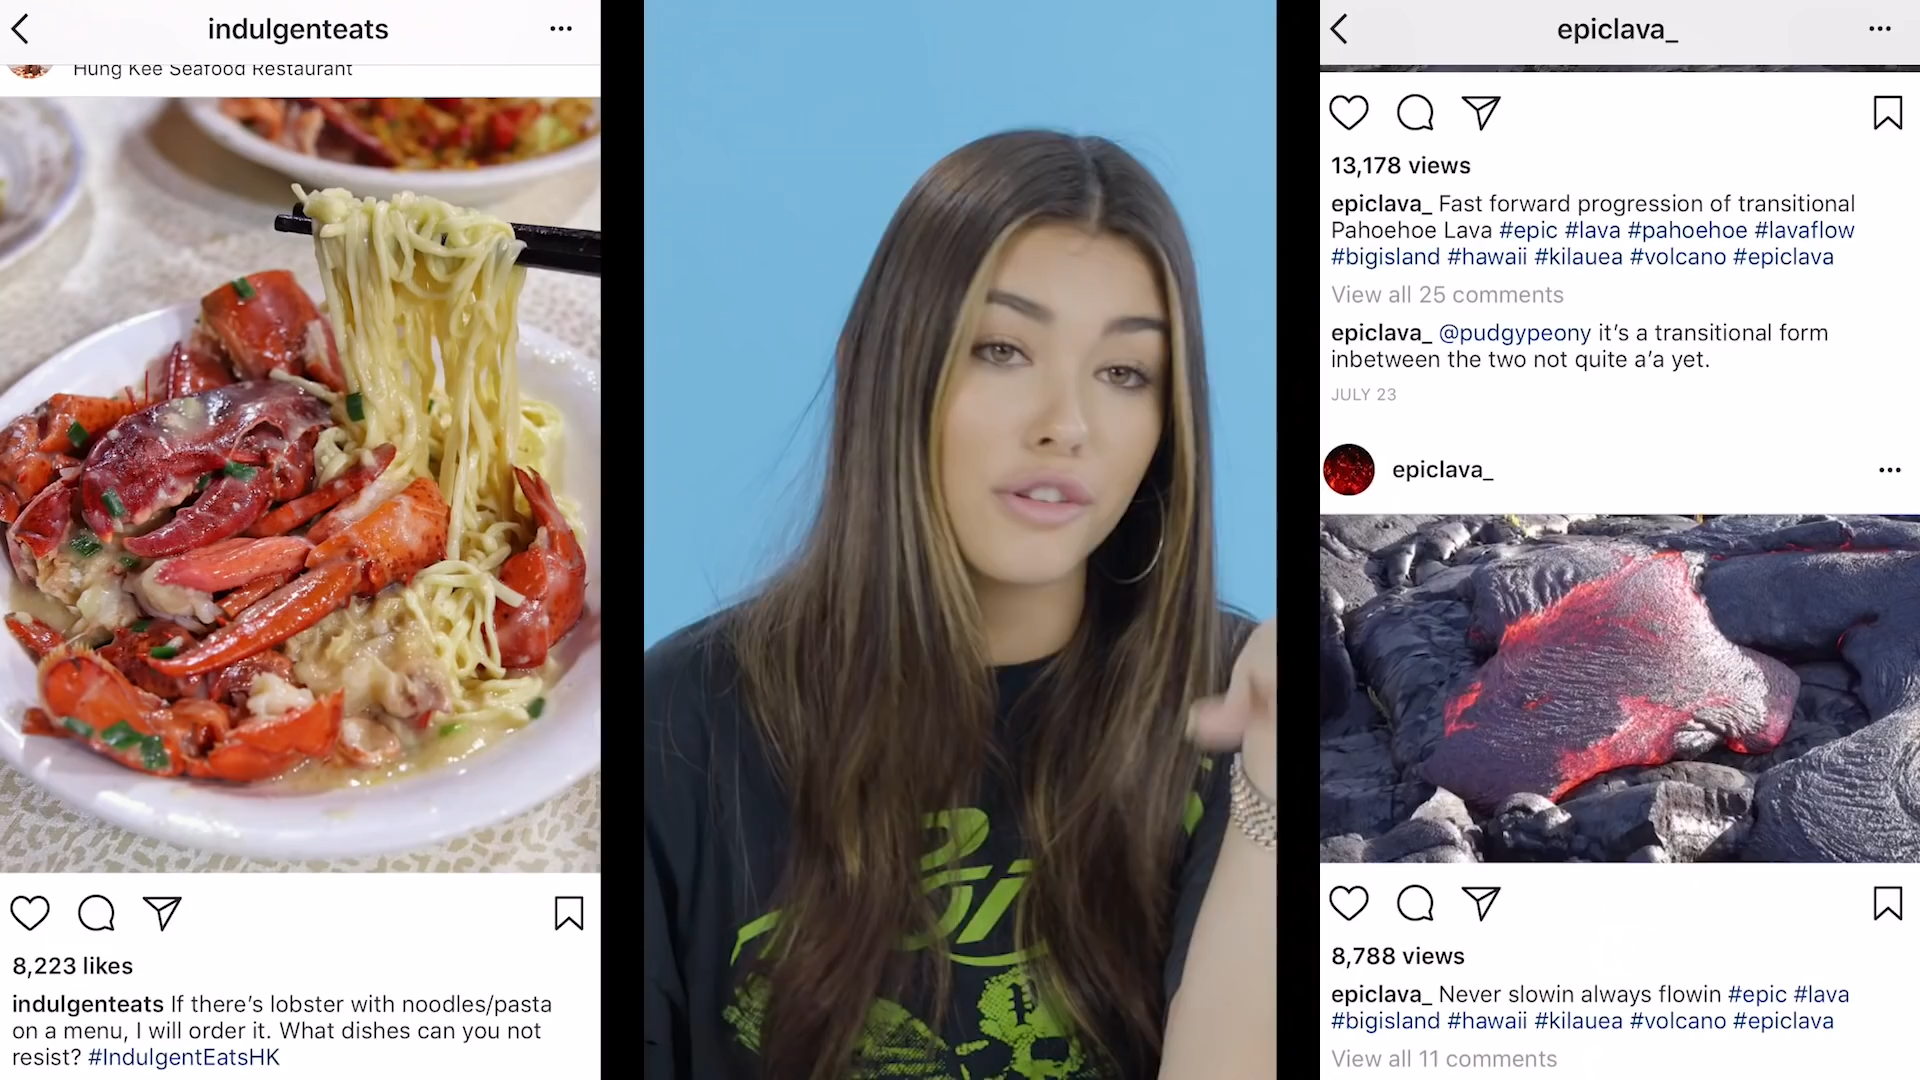 indulgenteats
Hung Kee Seafood Restaurant
8,223 likes
indulgenteats If there’s lobster with noodles/pasta
on a menu, I will order it. What dishes can you not
resist? #IndulgentEatsHK
epiclava_
13,178 views
epiclava_ Fast forward progression of transitional
Pahoehoe Lava #epic #lava #pahoehoe #lavaflow
#bigisland #hawaii #kilauea #volcano #epiclava
View all 25 comments
epiclava_ @pudgypeony it’s a transitional form
inbetween the two not quite a’a yet.
JULY 23
epiclava_
8,788 views
epiclava_ Never slowin always flowin #epic #lava
#bigisland #hawaii #kilauea #volcano #epiclava
View all 11 comments